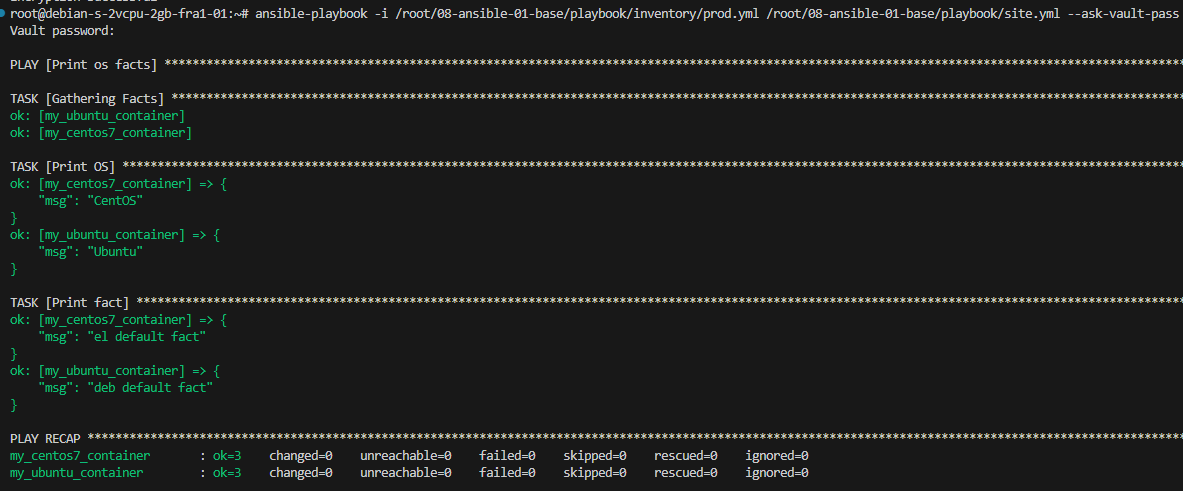 root@debian-s-2vcpu-2gb-fra1-01:~# ansible-playbook -i /root/08-ansible-01-base/playbook/inventory/prod.yml /root/08-ansible-01-base/playbook/site.yml --ask-vault-pass
Vault password:
PLAY [Print os facts] ****************************************************************************************************************************************************
TASK [Gathering Facts] ***************************************************************************************************************************************************
ok: [my_ubuntu_container]
ok: [my_centos7_container]
TASK [Print OS] **********************************************************************************************************************************************************
ok: [my_centos7_container] => {
    "msg": "CentOS"
}
ok: [my_ubuntu_container] => {
    "msg": "Ubuntu"
}
TASK [Print fact] ********************************************************************************************************************************************************
ok: [my_centos7_container] => {
    "msg": "el default fact"
}
ok: [my_ubuntu_container] => {
    "msg": "deb default fact"
}
PLAY RECAP ***************************************************************************************************************************************************************
my_centos7_container       : ok=3    changed=0    unreachable=0    failed=0    skipped=0    rescued=0    ignored=0
my_ubuntu_container        : ok=3    changed=0    unreachable=0    failed=0    skipped=0    rescued=0    ignored=0